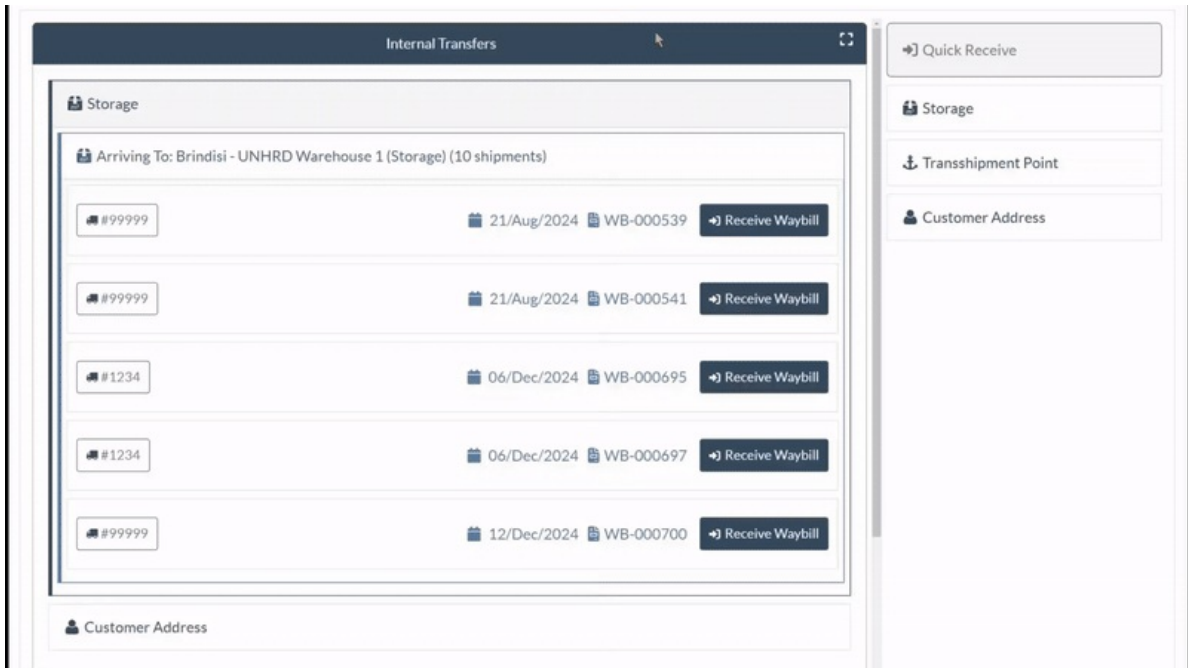 Internal Transfers
Storage
Arriving To: Brindisi - UNHRD Warehouse 1 (Storage) (10 shipments)
#99999 21/Aug/2024 WB-000539 Receive Waybill
#99999 21/Aug/2024 WB-000541 Receive Waybill
#1234 06/Dec/2024 WB-000695 Receive Waybill
#1234 06/Dec/2024 WB-000697 Receive Waybill
#99999 12/Dec/2024 WB-000700 Receive Waybill
Customer Address
Quick Receive
Storage
Transshipment Point
Customer Address